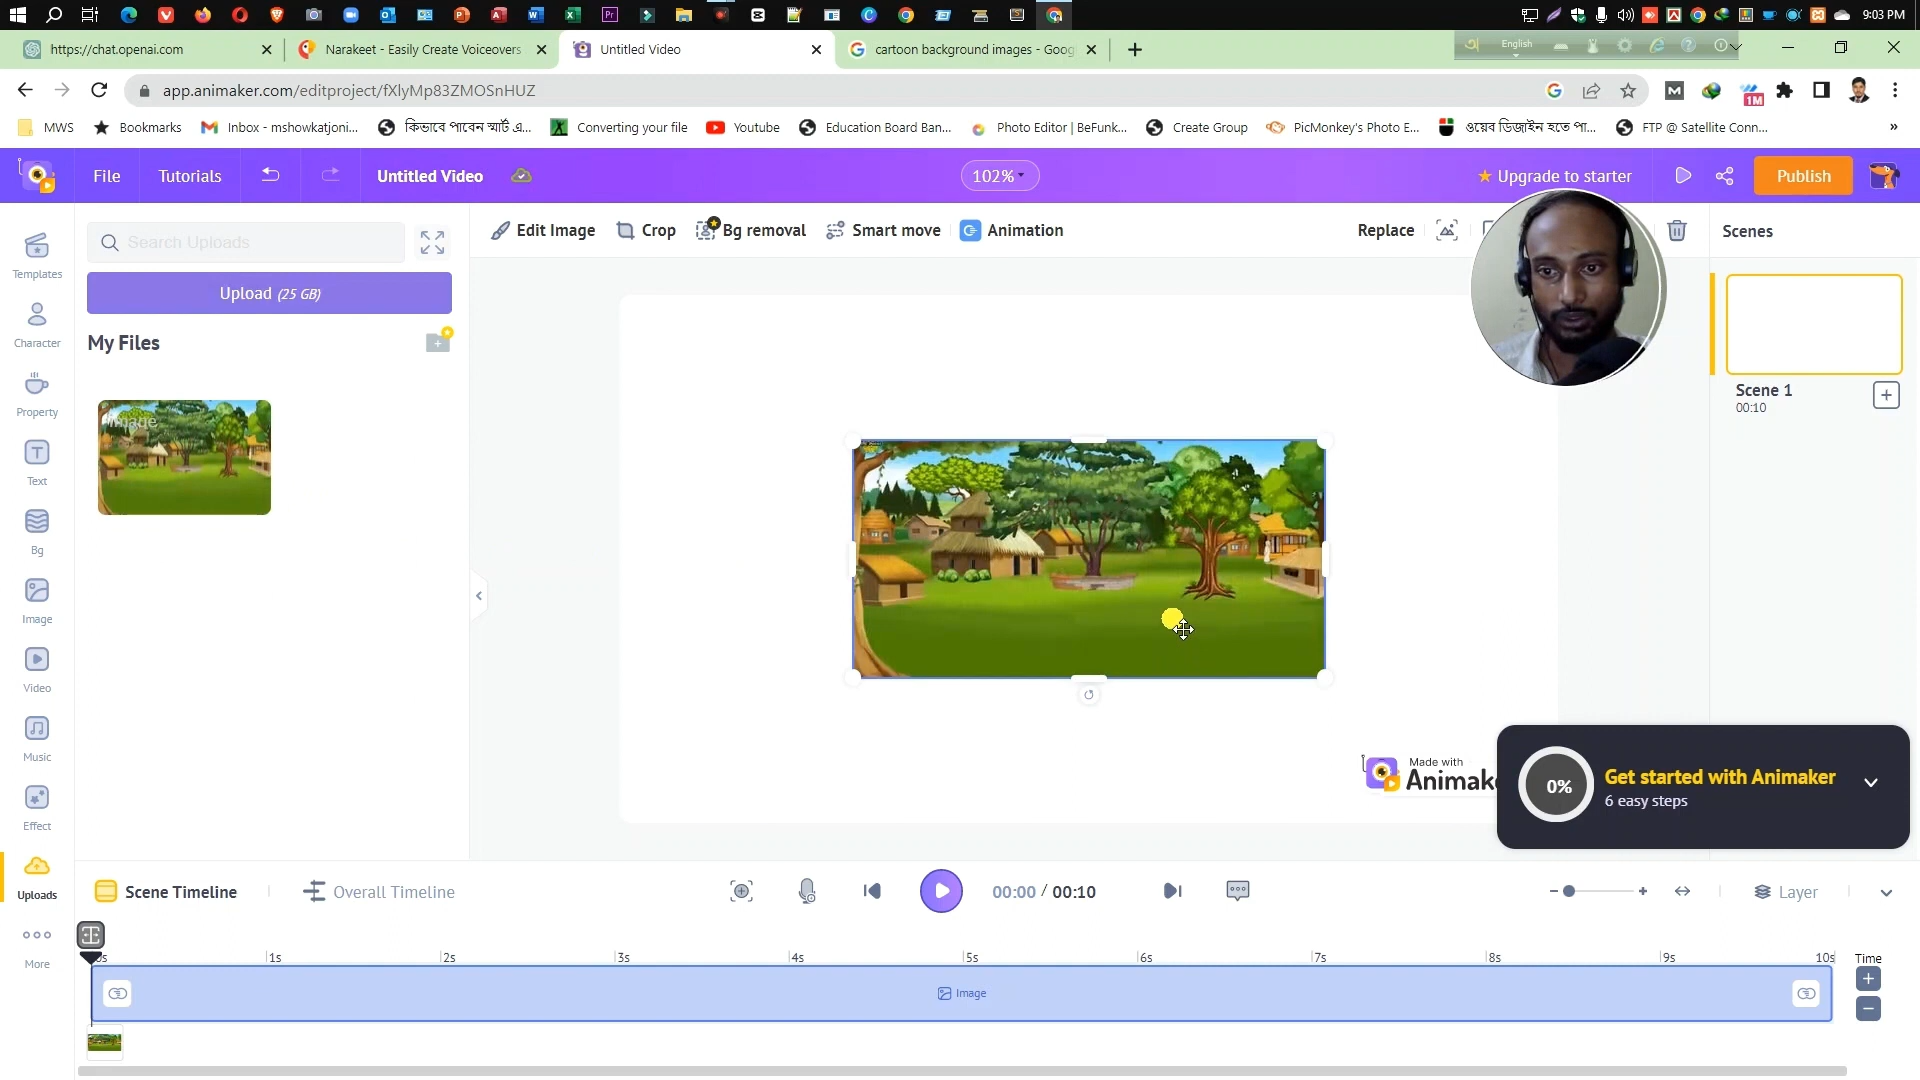 9:03 PM
https://chat.openai.com
Narakeet - Easily Create Voiceovers
Untitled Video
cartoon background images - Goog
English
app.animaker.com/editproject/fXlyMp83ZMOSnHUZ
1M
MWS
Bookmarks
Inbox - mshowkatjoni...
কিভাবে পাবেন স্মার্ট এ...
Converting your file
Youtube
Education Board Ban...
Photo Editor | BeFunk...
Create Group
PicMonkey's Photo E...
ওয়েব ডিজাইন হতে পা...
FTP @ Satellite Conn...
File
Tutorials
Untitled Video
102%
Upgrade to starter
Publish
Search Uploads
Edit Image
Crop
Bg removal
Smart move
Animation
Replace
Scenes
Templates
Upload (25 GB)
Character
My Files
Property
Scene 1
00:10
Image
Text
Bg
Image
Video
Music
Made with
Animak
0%
Get started with Animaker
6 easy steps
Effect
Uploads
Scene Timeline
Overall Timeline
00:00 / 00:10
Layer
More
0s
1s
2s
3s
4s
5s
6s
7s
8s
9s
10s
Time
Image